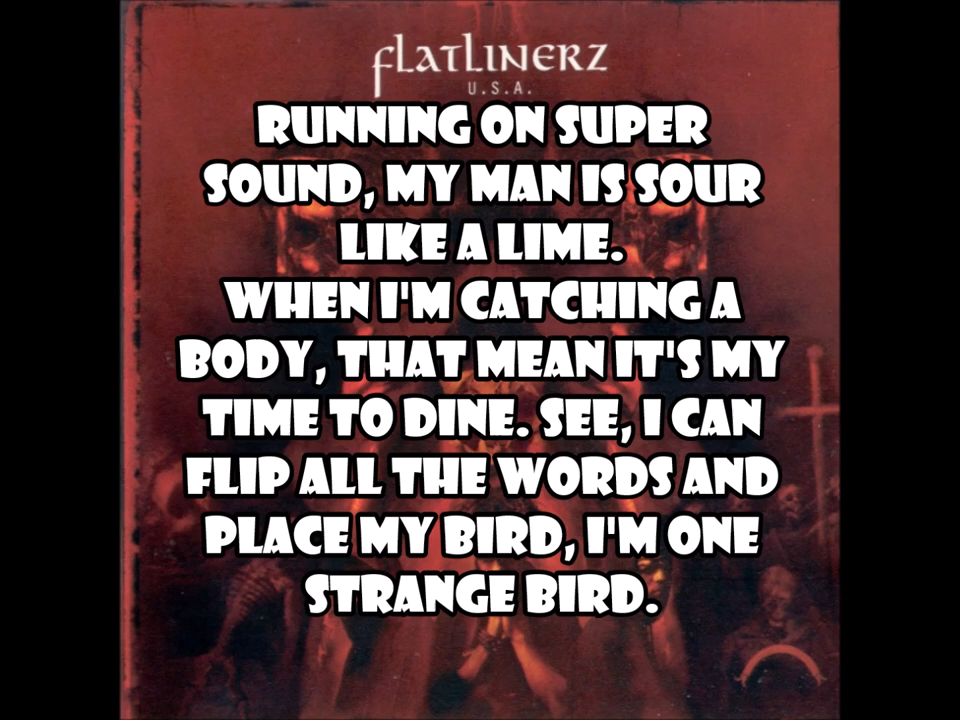 FLATLINERZ
U.S.A.
RUNNING ON SUPER
SOUND, MY MAN IS SOUR
LIKE A LIME.
WHEN I'M CATCHING A
BODY, THAT MEAN IT'S MY
TIME TO DINE. SEE, I CAN
FLIP ALL THE WORDS AND
PLACE MY BIRD, I'M ONE
STRANGE BIRD.